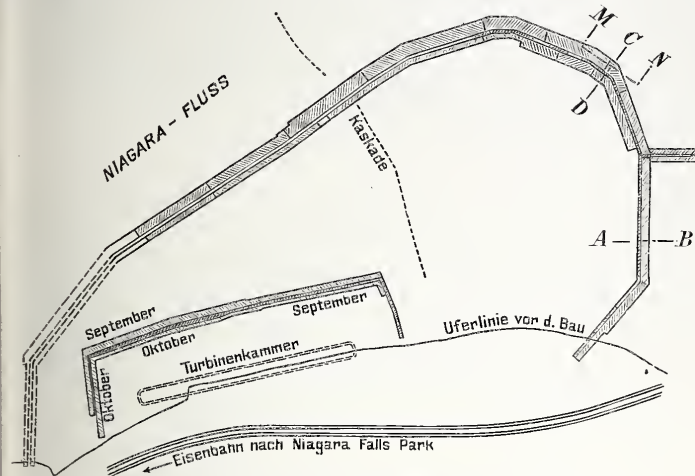 M
C
N
D
NIAGARA - FLUSS
Kaskade
A
B
September
September
Oktober
Uferlinie vor d. Bau
Turbinenkammer
Oktober
Eisenbahn nach Niagara Falls Park